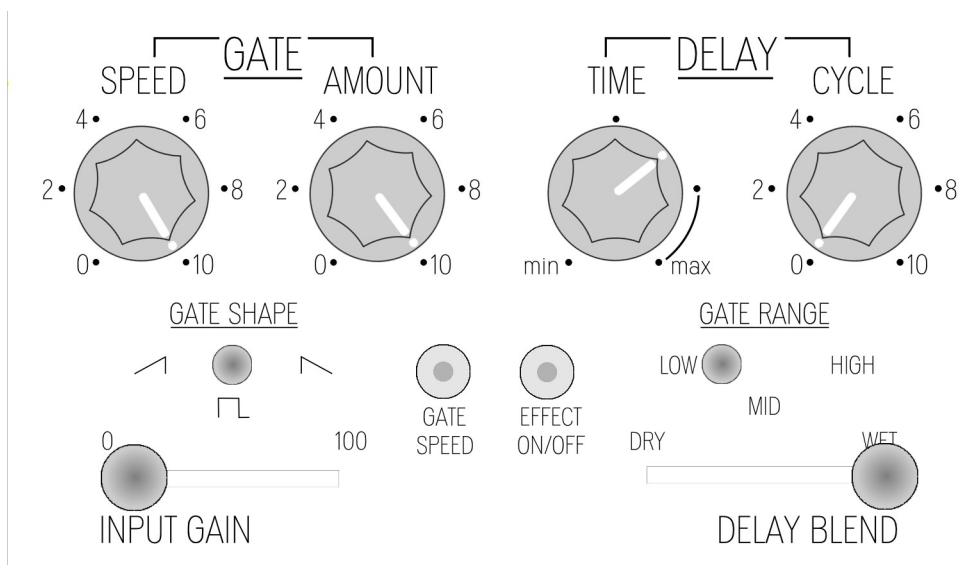 GATE
DELAY
SPEED AMOUNT
TIME CYCLE
4 6
4 6
4 6
2 8
2 8
2 8
0 10
0 10
min max
0 10
GATE SHAPE
GATE RANGE
LOW HIGH
MID
GATE
SPEED
EFFECT
ON/OFF
0 100
DRY WET
INPUT GAIN
DELAY BLEND